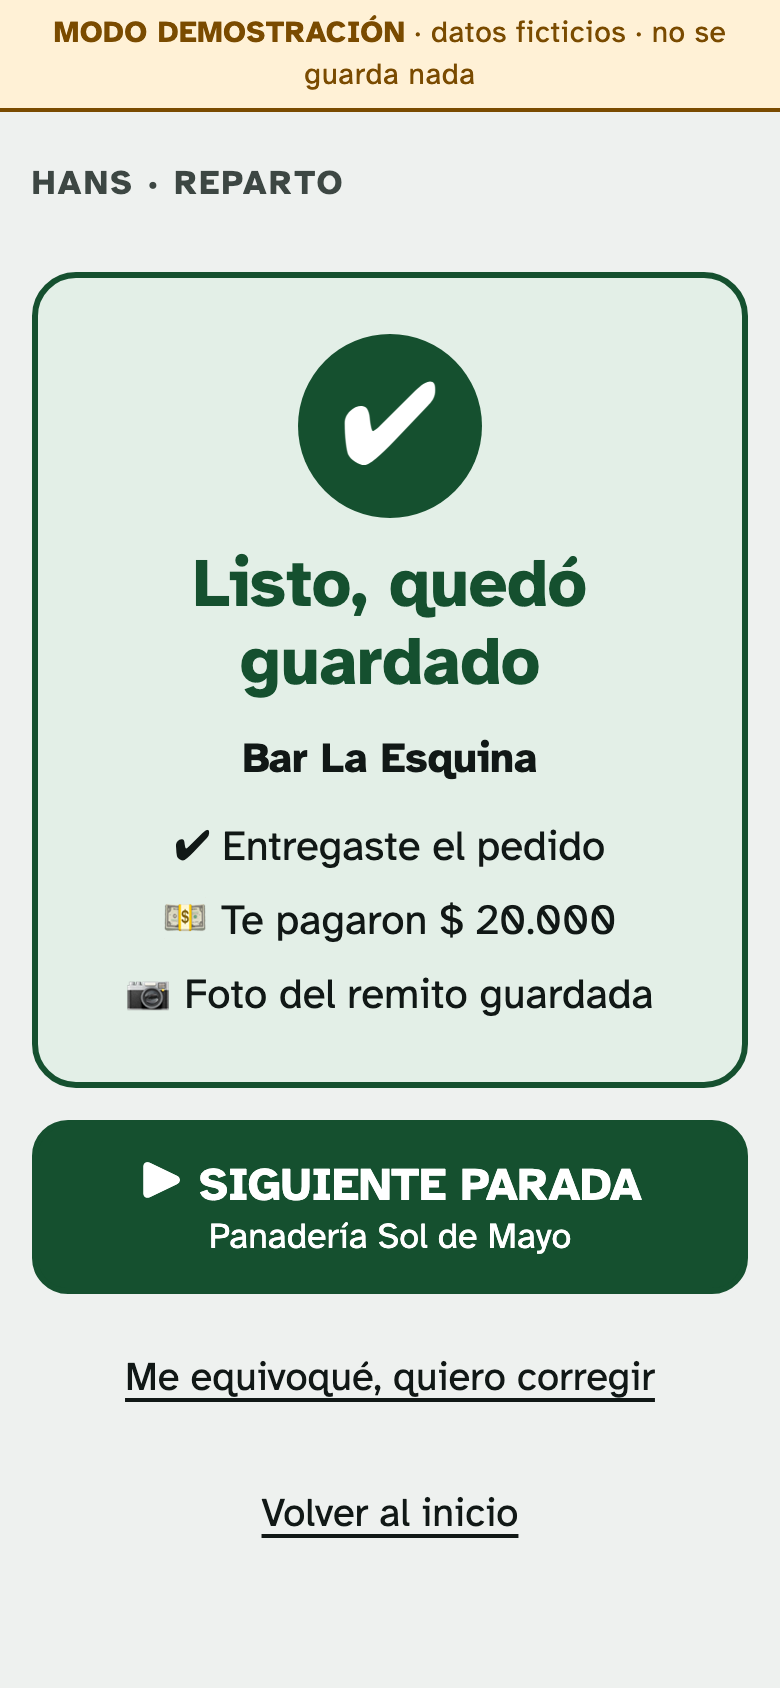 MODO DEMOSTRACIÓN · datos ficticios · no se
guarda nada
HANS · REPARTO
Listo, quedó
guardado
Bar La Esquina
✔ Entregaste el pedido
💵 Te pagaron $ 20.000
📷 Foto del remito guardada
▶ SIGUIENTE PARADA
Panadería Sol de Mayo
Me equivoqué, quiero corregir
Volver al inicio